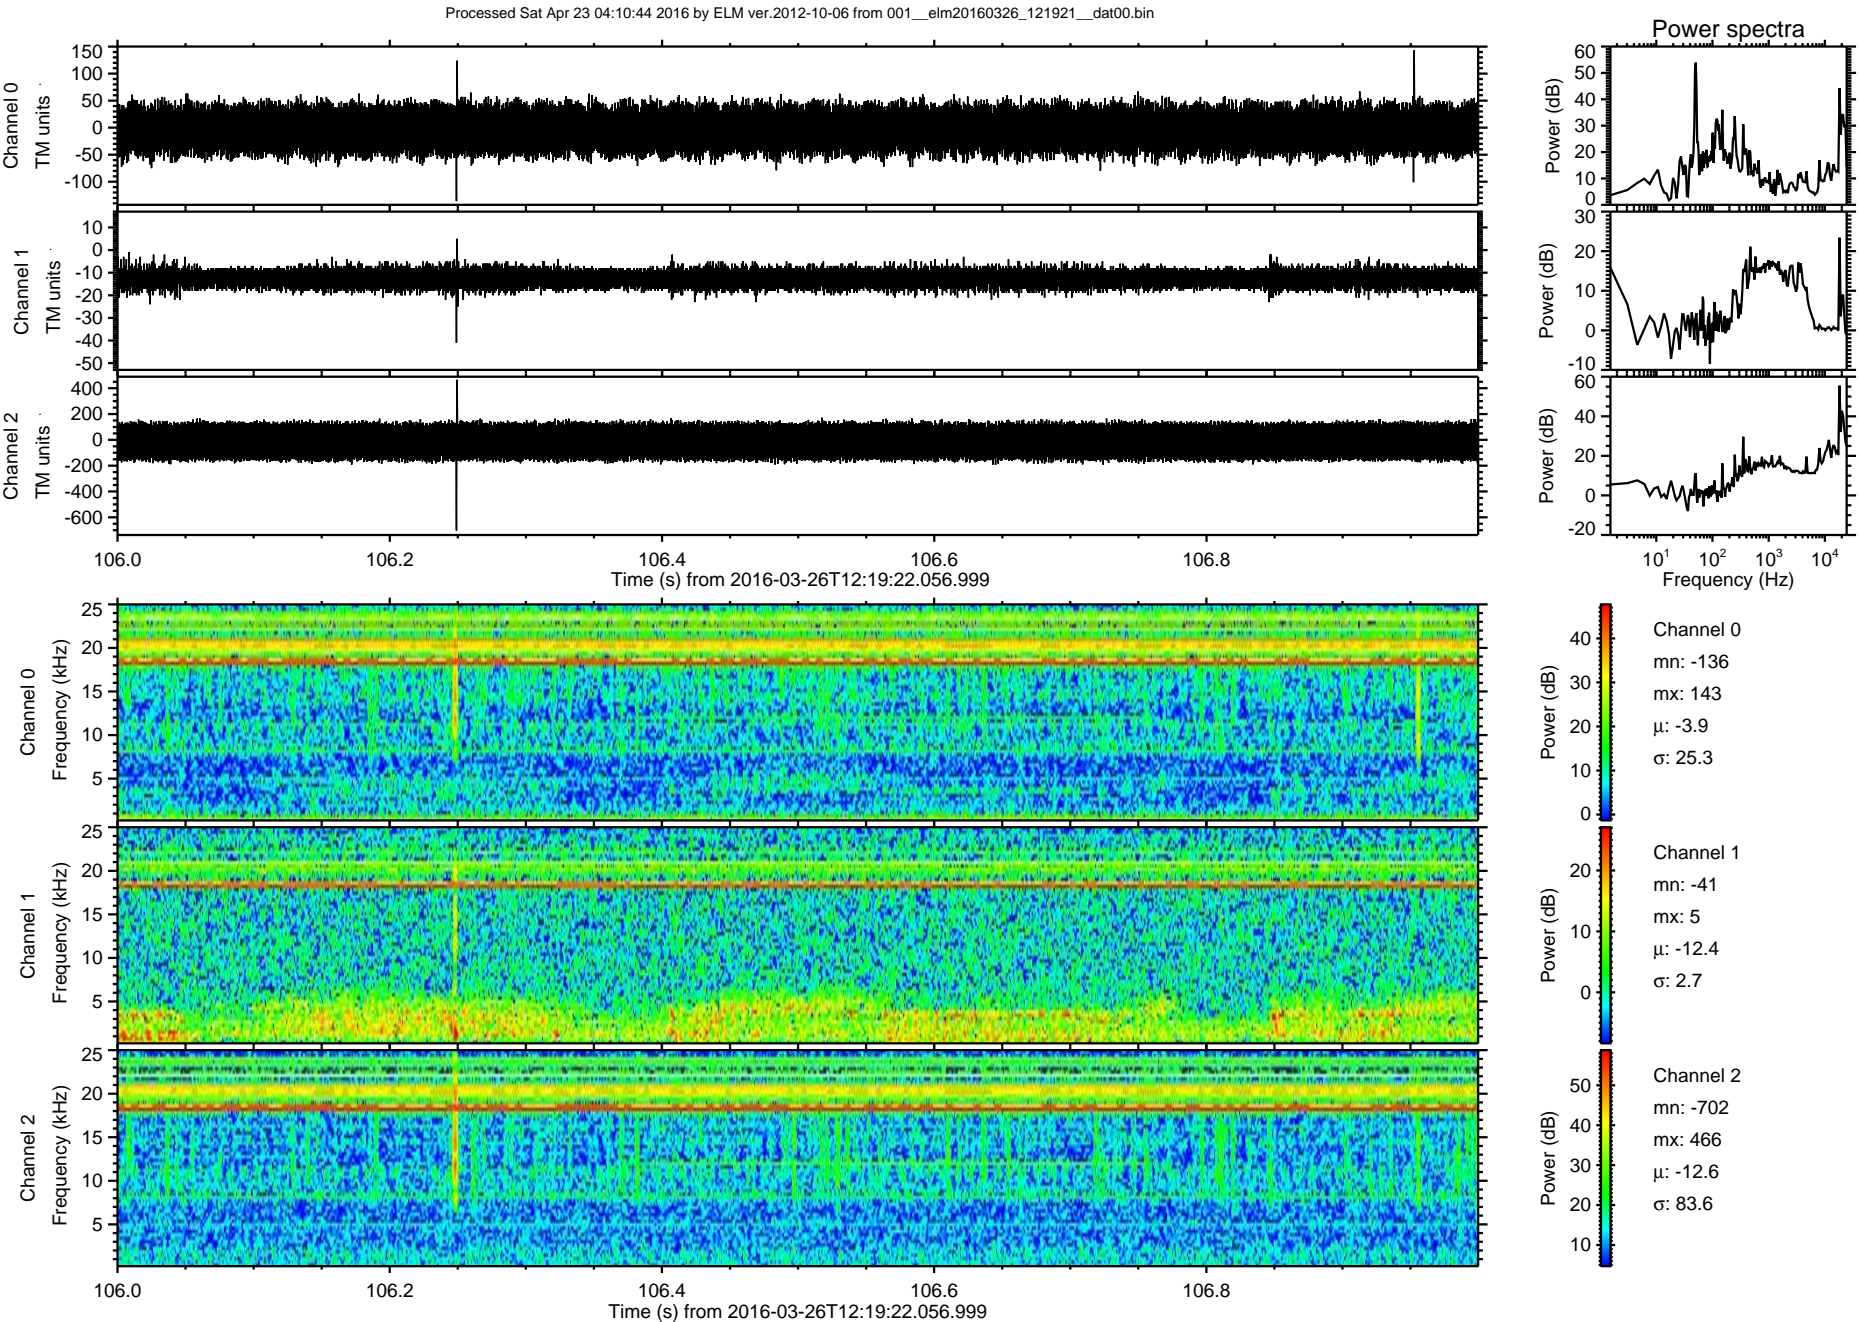 Processed Sat Apr 23 04:10:44 2016 by ELM ver.2012-10-06 from 001__elm20160326_121921__dat00.bin
Power spectra
Channel 0
TM units
150
100
50
0
-50
-100
Power (dB)
60
50
40
30
20
10
0
Channel 1
TM units
10
0
-10
-20
-30
-40
-50
Power (dB)
30
20
10
0
-10
Channel 2
TM units
400
200
0
-200
-400
-600
Power (dB)
60
40
20
0
-20
106.0 106.2 106.4 106.6 106.8
Time (s) from 2016-03-26T12:19:22.056.999
10¹ 10² 10³ 10⁴
Frequency (Hz)
Channel 0
Frequency (kHz)
25
20
15
10
5
Power (dB)
40
30
20
10
0
Channel 0
mn: -136
mx: 143
µ: -3.9
σ: 25.3
Channel 1
Frequency (kHz)
25
20
15
10
5
Power (dB)
20
10
0
Channel 1
mn: -41
mx: 5
µ: -12.4
σ: 2.7
Channel 2
Frequency (kHz)
25
20
15
10
5
Power (dB)
50
40
30
20
10
Channel 2
mn: -702
mx: 466
µ: -12.6
σ: 83.6
106.0 106.2 106.4 106.6 106.8
Time (s) from 2016-03-26T12:19:22.056.999